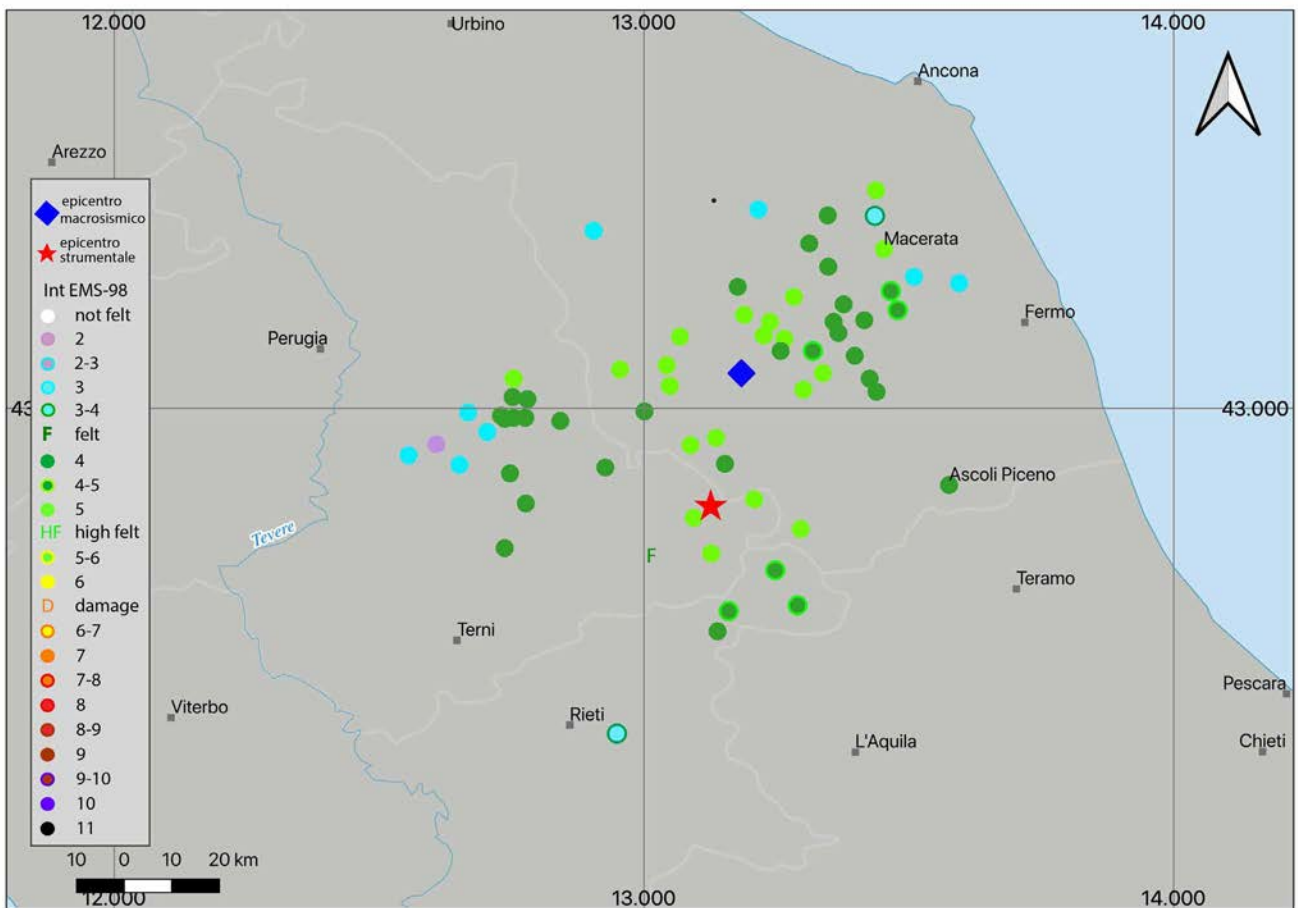 12.000
13.000
14.000
Urbino
Ancona
Arezzo
epicentro
macrosismico
epicentro
strumentale
Int EMS-98
not felt
2
2-3
3
3-4
F felt
4
4-5
5
HF high felt
5-6
6
D damage
6-7
7
7-8
8
8-9
9
9-10
10
11
Macerata
Fermo
Perugia
43.000
Ascoli Piceno
Tevere
F
Teramo
Terni
Viterbo
Rieti
L'Aquila
Pescara
Chieti
10 0 10 20 km
12.000
13.000
14.000